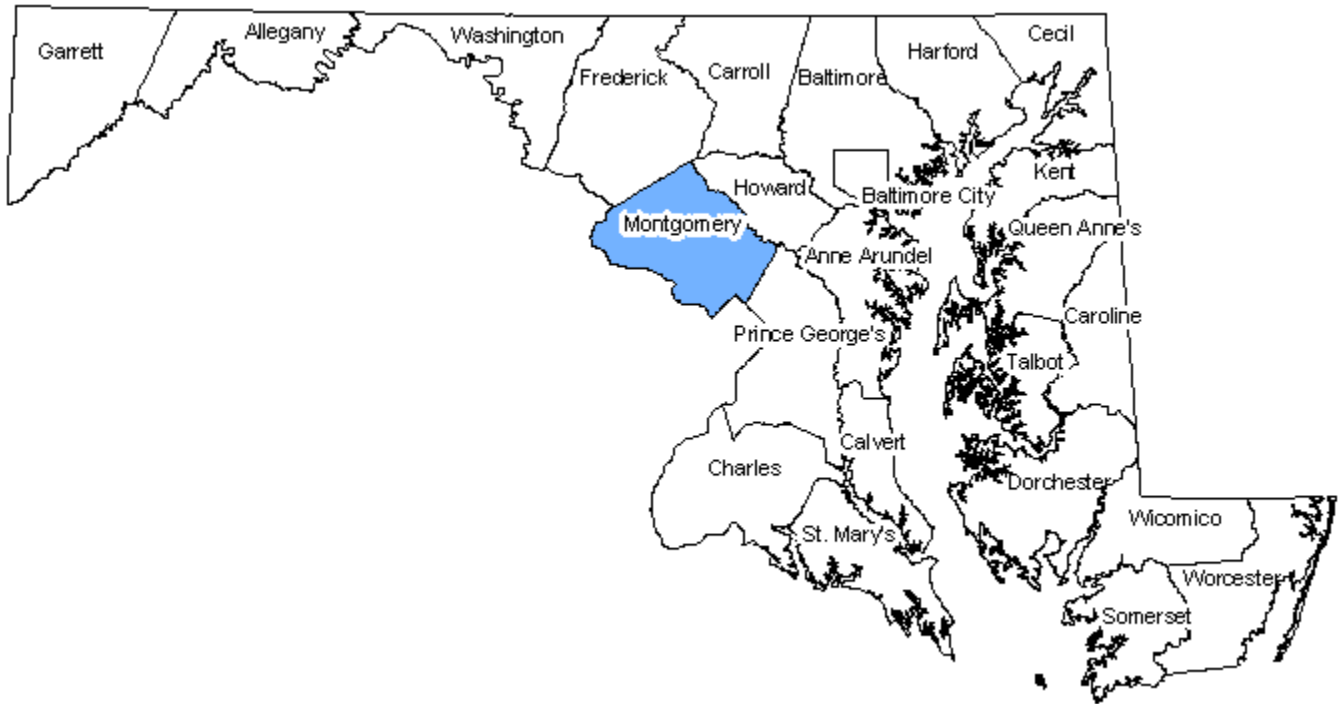 Garrett
Allegany
Washington
Frederick
Carroll
Baltimore
Harford
Cecil
Montgomery
Howard
Baltimore City
Kent
Queen Anne's
Anne Arundel
Caroline
Prince George's
Talbot
Calvert
Charles
Dorchester
St. Mary's
Wicomico
Worcester
Somerset